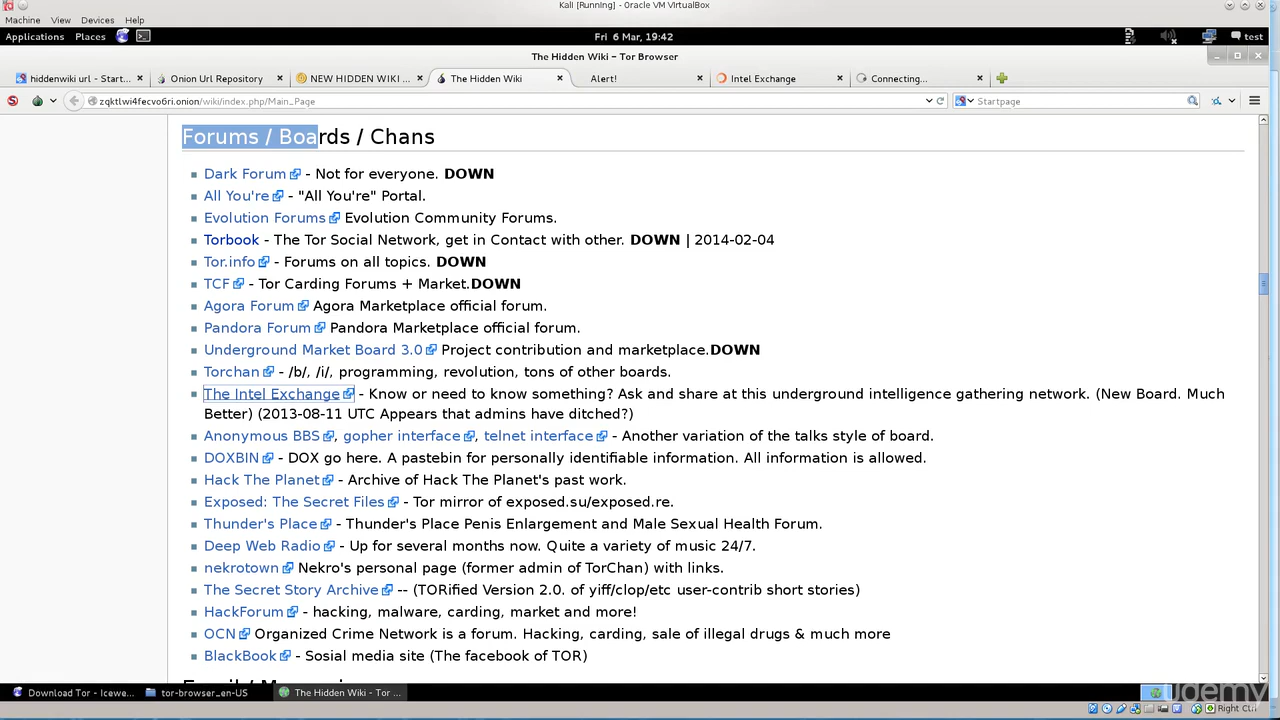 Kali [Running] - Oracle VM VirtualBox
Machine View Devices Help
Applications Places Fri 6 Mar, 19:42 test
The Hidden Wiki - Tor Browser
hiddenwiki url - Start... Onion Url Repository NEW HIDDEN WIKI ... The Hidden Wiki Alert! Intel Exchange Connecting...
zqktlwi4fecvo6ri.onion/wiki/index.php/Main_Page Startpage
Forums / Boards / Chans
Dark Forum - Not for everyone. DOWN
All You're - "All You're" Portal.
Evolution Forums Evolution Community Forums.
Torbook - The Tor Social Network, get in Contact with other. DOWN | 2014-02-04
Tor.info - Forums on all topics. DOWN
TCF - Tor Carding Forums + Market.DOWN
Agora Forum Agora Marketplace official forum.
Pandora Forum Pandora Marketplace official forum.
Underground Market Board 3.0 Project contribution and marketplace.DOWN
Torchan - /b/, /i/, programming, revolution, tons of other boards.
The Intel Exchange - Know or need to know something? Ask and share at this underground intelligence gathering network. (New Board. Much
Better) (2013-08-11 UTC Appears that admins have ditched?)
Anonymous BBS, gopher interface, telnet interface - Another variation of the talks style of board.
DOXBIN - DOX go here. A pastebin for personally identifiable information. All information is allowed.
Hack The Planet - Archive of Hack The Planet's past work.
Exposed: The Secret Files - Tor mirror of exposed.su/exposed.re.
Thunder's Place - Thunder's Place Penis Enlargement and Male Sexual Health Forum.
Deep Web Radio - Up for several months now. Quite a variety of music 24/7.
nekrotown Nekro's personal page (former admin of TorChan) with links.
The Secret Story Archive -- (TORified Version 2.0. of yiff/clop/etc user-contrib short stories)
HackForum - hacking, malware, carding, market and more!
OCN Organized Crime Network is a forum. Hacking, carding, sale of illegal drugs & much more
BlackBook - Sosial media site (The facebook of TOR)
Download Tor - Icewe... tor-browser_en-US The Hidden Wiki - Tor ... udemy
Right Ctrl